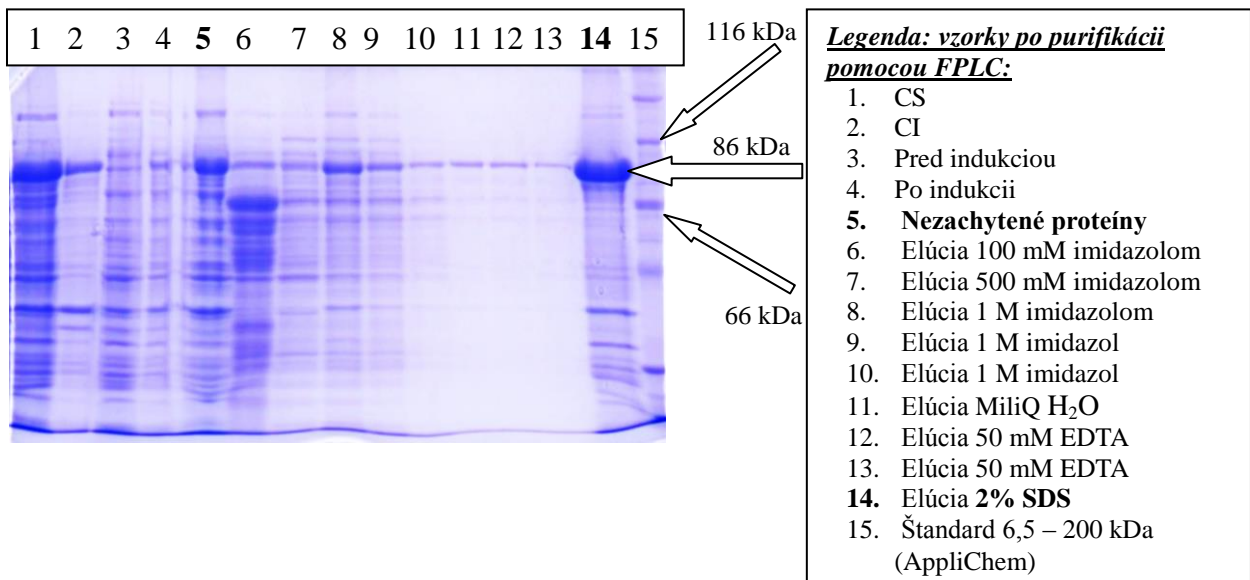 1 2 3 4 5 6 7 8 9 10 11 12 13 14 15
116 kDa
86 kDa
66 kDa
Legenda: vzorky po purifikácii
pomocou FPLC:
1. CS
2. CI
3. Pred indukciou
4. Po indukcii
5. Nezachytené proteíny
6. Elúcia 100 mM imidazolom
7. Elúcia 500 mM imidazolom
8. Elúcia 1 M imidazolom
9. Elúcia 1 M imidazol
10. Elúcia 1 M imidazol
11. Elúcia MiliQ H₂O
12. Elúcia 50 mM EDTA
13. Elúcia 50 mM EDTA
14. Elúcia 2% SDS
15. Štandard 6,5 – 200 kDa
(AppliChem)